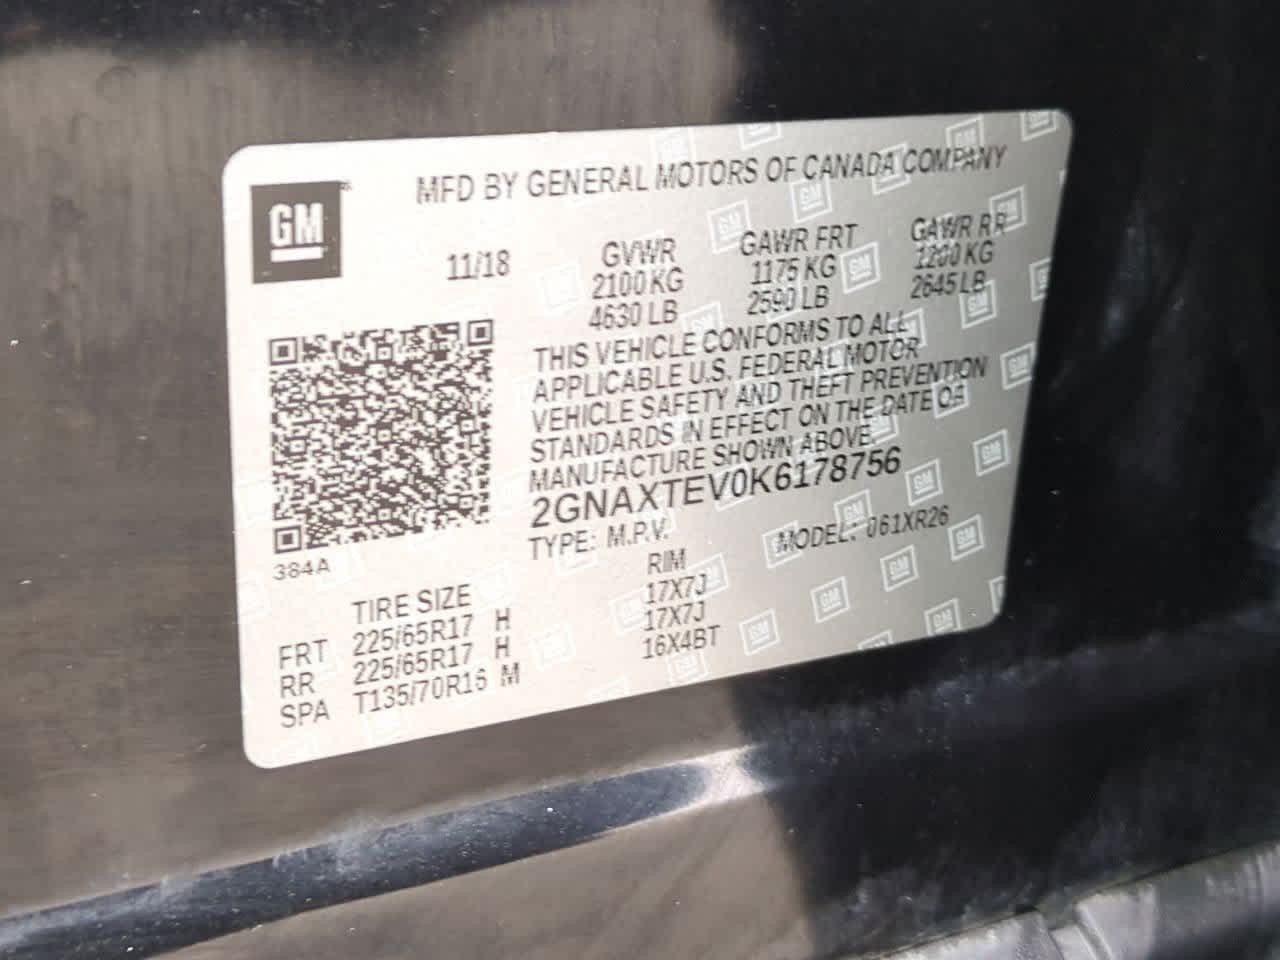 GM
MFD BY GENERAL MOTORS OF CANADA COMPANY
11/18 GVWR GAWR FRT GAWR RR
2100 KG 1175 KG 1200 KG
4630 LB 2590 LB 2645 LB
THIS VEHICLE CONFORMS TO ALL
APPLICABLE U.S. FEDERAL MOTOR
VEHICLE SAFETY AND THEFT PREVENTION
STANDARDS IN EFFECT ON THE DATE OF
MANUFACTURE SHOWN ABOVE.
2GNAXTEV0K6178756
TYPE: M.P.V. MODEL: 061XR26
384A
TIRE SIZE RIM
FRT 225/65R17 H 17X7J
RR 225/65R17 H 17X7J
SPA T135/70R16 M 16X4BT